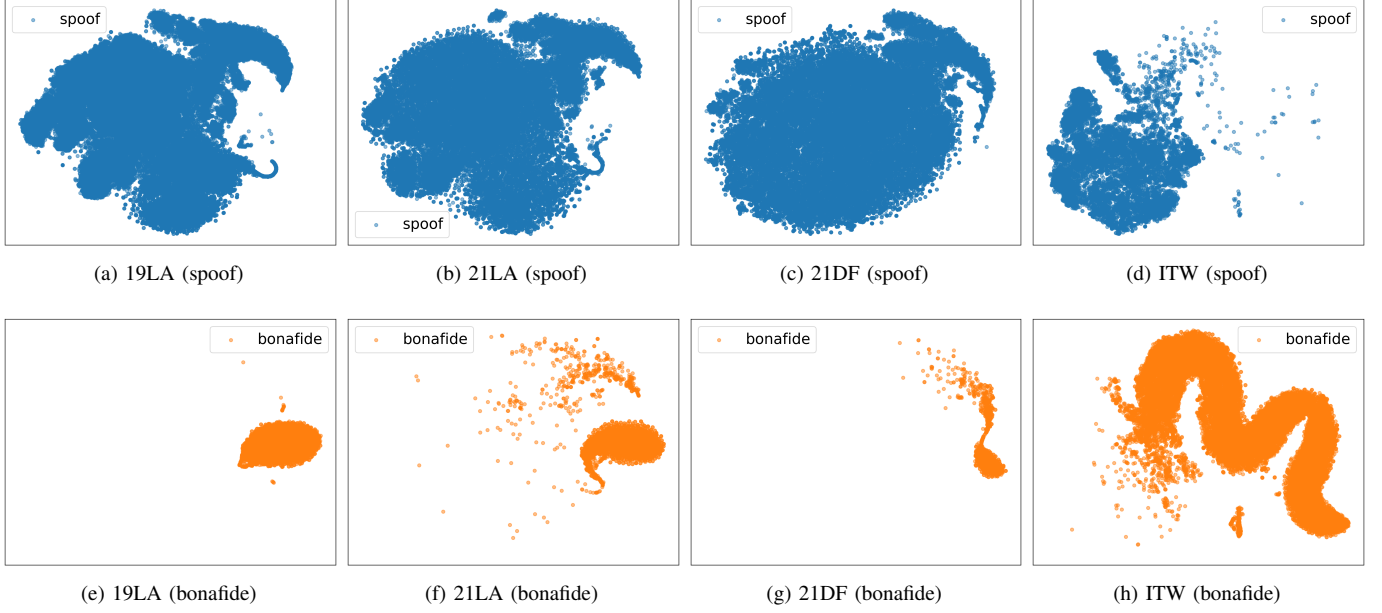 spoof
spoof
spoof
spoof
(a) 19LA (spoof)
(b) 21LA (spoof)
(c) 21DF (spoof)
(d) ITW (spoof)
bonafide
bonafide
bonafide
bonafide
(e) 19LA (bonafide)
(f) 21LA (bonafide)
(g) 21DF (bonafide)
(h) ITW (bonafide)